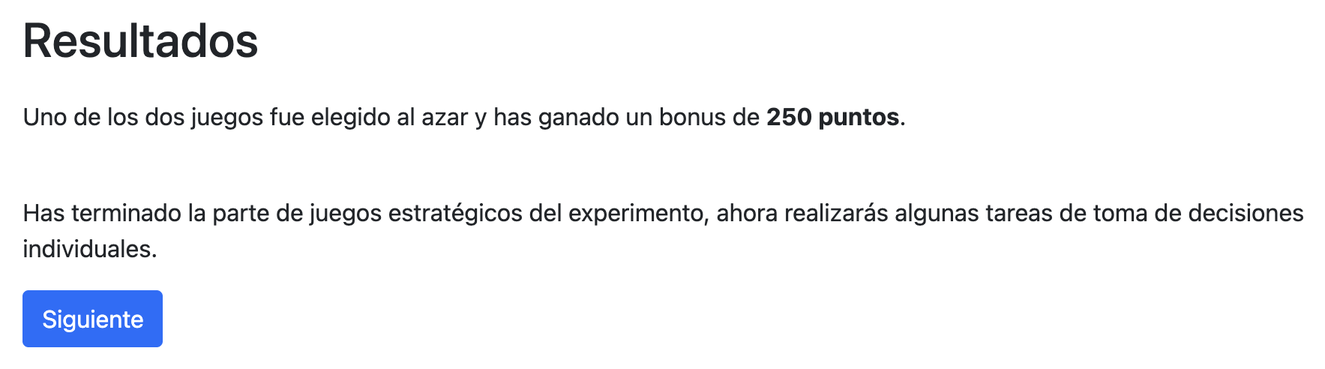 Resultados
Uno de los dos juegos fue elegido al azar y has ganado un bonus de 250 puntos.
Has terminado la parte de juegos estratégicos del experimento, ahora realizarás algunas tareas de toma de decisiones
individuales.
Siguiente